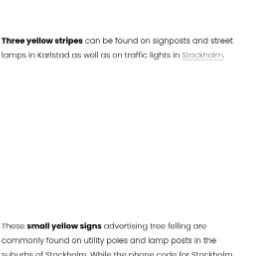 Three yellow stripes can be found on signposts and street
lamps in Karlstad as well as on traffic lights in Stockholm.
These small yellow signs advertising tree felling are
commonly found on utility poles and lamp posts in the
suburbs of Stockholm. While the phone code for Stockholm